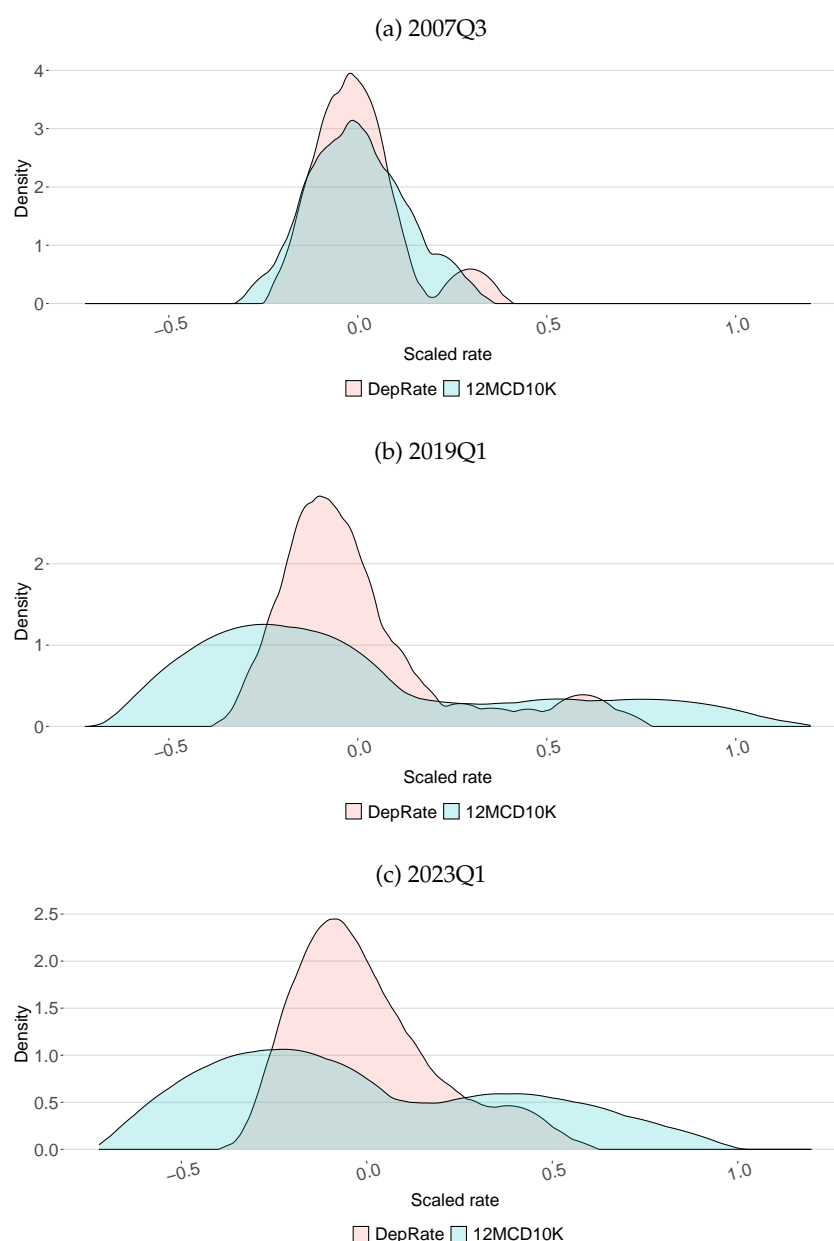 (a) 2007Q3
4
3
2
1
0
Density
−0.5 0.0 0.5 1.0
Scaled rate
DepRate 12MCD10K
(b) 2019Q1
2
1
0
Density
−0.5 0.0 0.5 1.0
Scaled rate
DepRate 12MCD10K
(c) 2023Q1
2.5
2.0
1.5
1.0
0.5
0.0
Density
−0.5 0.0 0.5 1.0
Scaled rate
DepRate 12MCD10K